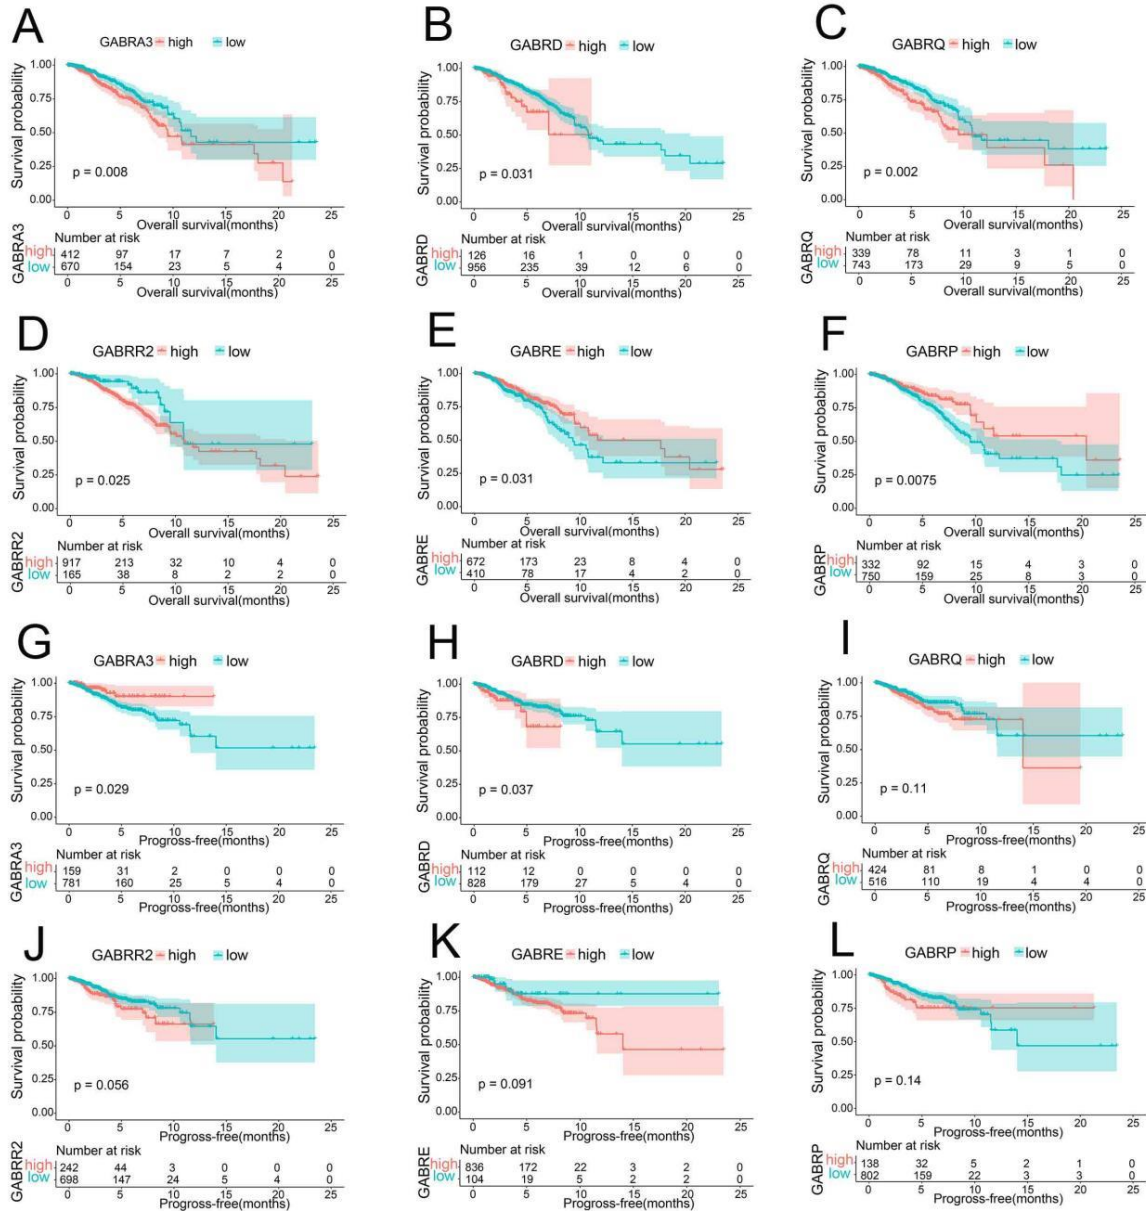 A
GABRA3 high low
Survival probability
1.00
0.75
0.50
0.25
0.00
p = 0.008
0 5 10 15 20 25
Overall survival(months)
Number at risk
GABRA3
high 412 97 17 7 2 0
low 670 154 23 5 4 0
0 5 10 15 20 25
Overall survival(months)
B
GABRD high low
Survival probability
1.00
0.75
0.50
0.25
0.00
p = 0.031
0 5 10 15 20 25
Overall survival(months)
Number at risk
GABRD
high 126 16 1 0 0 0
low 956 235 39 12 6 0
0 5 10 15 20 25
Overall survival(months)
C
GABRQ high low
Survival probability
1.00
0.75
0.50
0.25
0.00
p = 0.002
0 5 10 15 20 25
Overall survival(months)
Number at risk
GABRQ
high 339 78 11 3 1 0
low 743 173 29 9 5 0
0 5 10 15 20 25
Overall survival(months)
D
GABRR2 high low
Survival probability
1.00
0.75
0.50
0.25
0.00
p = 0.025
0 5 10 15 20 25
Overall survival(months)
Number at risk
GABRR2
high 917 213 32 10 4 0
low 165 38 8 2 2 0
0 5 10 15 20 25
Overall survival(months)
E
GABRE high low
Survival probability
1.00
0.75
0.50
0.25
0.00
p = 0.031
0 5 10 15 20 25
Overall survival(months)
Number at risk
GABRE
high 672 173 23 8 4 0
low 410 78 17 4 2 0
0 5 10 15 20 25
Overall survival(months)
F
GABRP high low
Survival probability
1.00
0.75
0.50
0.25
0.00
p = 0.0075
0 5 10 15 20 25
Overall survival(months)
Number at risk
GABRP
high 332 92 15 4 3 0
low 750 159 25 8 3 0
0 5 10 15 20 25
Overall survival(months)
G
GABRA3 high low
Survival probability
1.00
0.75
0.50
0.25
0.00
p = 0.029
0 5 10 15 20 25
Progross-free(months)
Number at risk
GABRA3
high 159 31 2 0 0 0
low 781 160 25 5 4 0
0 5 10 15 20 25
Progross-free(months)
H
GABRD high low
Survival probability
1.00
0.75
0.50
0.25
0.00
p = 0.037
0 5 10 15 20 25
Progross-free(months)
Number at risk
GABRD
high 112 12 0 0 0 0
low 828 179 27 5 4 0
0 5 10 15 20 25
Progross-free(months)
I
GABRQ high low
Survival probability
1.00
0.75
0.50
0.25
0.00
p = 0.11
0 5 10 15 20 25
Progross-free(months)
Number at risk
GABRQ
high 424 81 8 1 0 0
low 516 110 19 4 4 0
0 5 10 15 20 25
Progross-free(months)
J
GABRR2 high low
Survival probability
1.00
0.75
0.50
0.25
0.00
p = 0.056
0 5 10 15 20 25
Progross-free(months)
Number at risk
GABRR2
high 242 44 3 0 0 0
low 698 147 24 5 4 0
0 5 10 15 20 25
Progross-free(months)
K
GABRE high low
Survival probability
1.00
0.75
0.50
0.25
0.00
p = 0.091
0 5 10 15 20 25
Progross-free(months)
Number at risk
GABRE
high 836 172 22 3 2 0
low 104 19 5 2 2 0
0 5 10 15 20 25
Progross-free(months)
L
GABRP high low
Survival probability
1.00
0.75
0.50
0.25
0.00
p = 0.14
0 5 10 15 20 25
Progross-free(months)
Number at risk
GABRP
high 138 32 5 2 1 0
low 802 159 22 3 3 0
0 5 10 15 20 25
Progross-free(months)